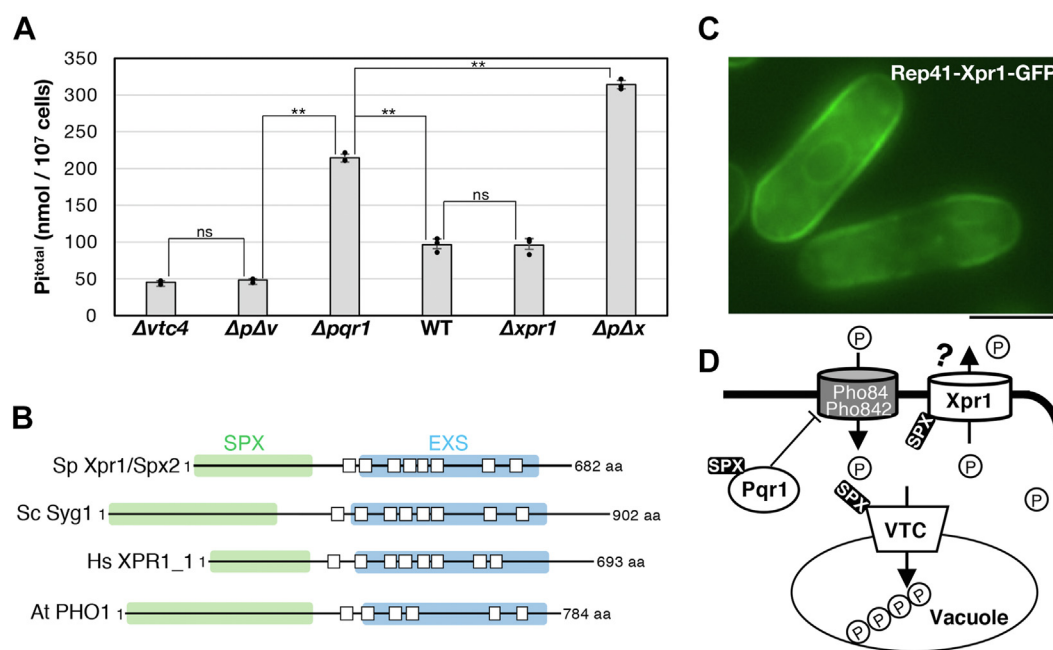 A
350
300
250
200
150
100
50
0
Pi^total (nmol / 10^7 cells)
ns
**
**
ns
**
Δvtc4 ΔpΔv Δpqr1 WT Δxpr1 ΔpΔx
B
SPX EXS
Sp Xpr1/Spx2 1 682 aa
Sc Syg1 1 902 aa
Hs XPR1_1 1 693 aa
At PHO1 1 784 aa
C
Rep41-Xpr1-GFP
D
P ? P
Pho84
Pho842
Xpr1
SPX
P P
SPX
Pqr1
SPX
P
VTC
P P P P
Vacuole